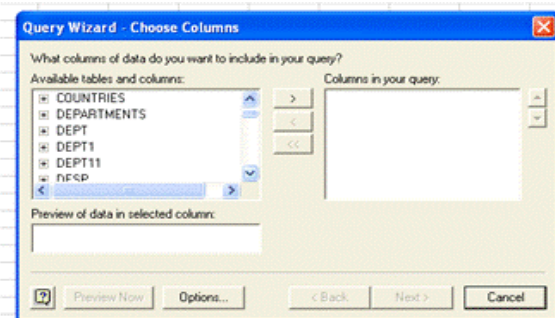 Query Wizard - Choose Columns
What columns of data do you want to include in your query?
Available tables and columns:
Columns in your query:
COUNTRIES
DEPARTMENTS
DEPT
DEPT1
DEPT11
DESP
>
<
<<
Preview of data in selected column:
Preview Now
Options...
< Back
Next >
Cancel